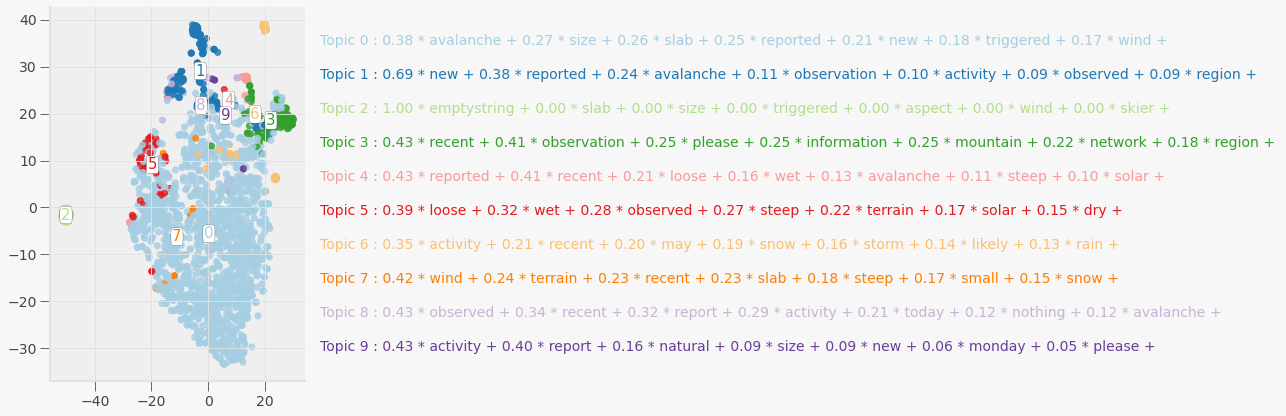 40
30
20
10
0
−10
−20
−30
−40
−20
0
20
1
8
4
9
6
3
5
2
7
0
Topic 0 : 0.38 * avalanche + 0.27 * size + 0.26 * slab + 0.25 * reported + 0.21 * new + 0.18 * triggered + 0.17 * wind +
Topic 1 : 0.69 * new + 0.38 * reported + 0.24 * avalanche + 0.11 * observation + 0.10 * activity + 0.09 * observed + 0.09 * region +
Topic 2 : 1.00 * emptystring + 0.00 * slab + 0.00 * size + 0.00 * triggered + 0.00 * aspect + 0.00 * wind + 0.00 * skier +
Topic 3 : 0.43 * recent + 0.41 * observation + 0.25 * please + 0.25 * information + 0.25 * mountain + 0.22 * network + 0.18 * region +
Topic 4 : 0.43 * reported + 0.41 * recent + 0.21 * loose + 0.16 * wet + 0.13 * avalanche + 0.11 * steep + 0.10 * solar +
Topic 5 : 0.39 * loose + 0.32 * wet + 0.28 * observed + 0.27 * steep + 0.22 * terrain + 0.17 * solar + 0.15 * dry +
Topic 6 : 0.35 * activity + 0.21 * recent + 0.20 * may + 0.19 * snow + 0.16 * storm + 0.14 * likely + 0.13 * rain +
Topic 7 : 0.42 * wind + 0.24 * terrain + 0.23 * recent + 0.23 * slab + 0.18 * steep + 0.17 * small + 0.15 * snow +
Topic 8 : 0.43 * observed + 0.34 * recent + 0.32 * report + 0.29 * activity + 0.21 * today + 0.12 * nothing + 0.12 * avalanche +
Topic 9 : 0.43 * activity + 0.40 * report + 0.16 * natural + 0.09 * size + 0.09 * new + 0.06 * monday + 0.05 * please +